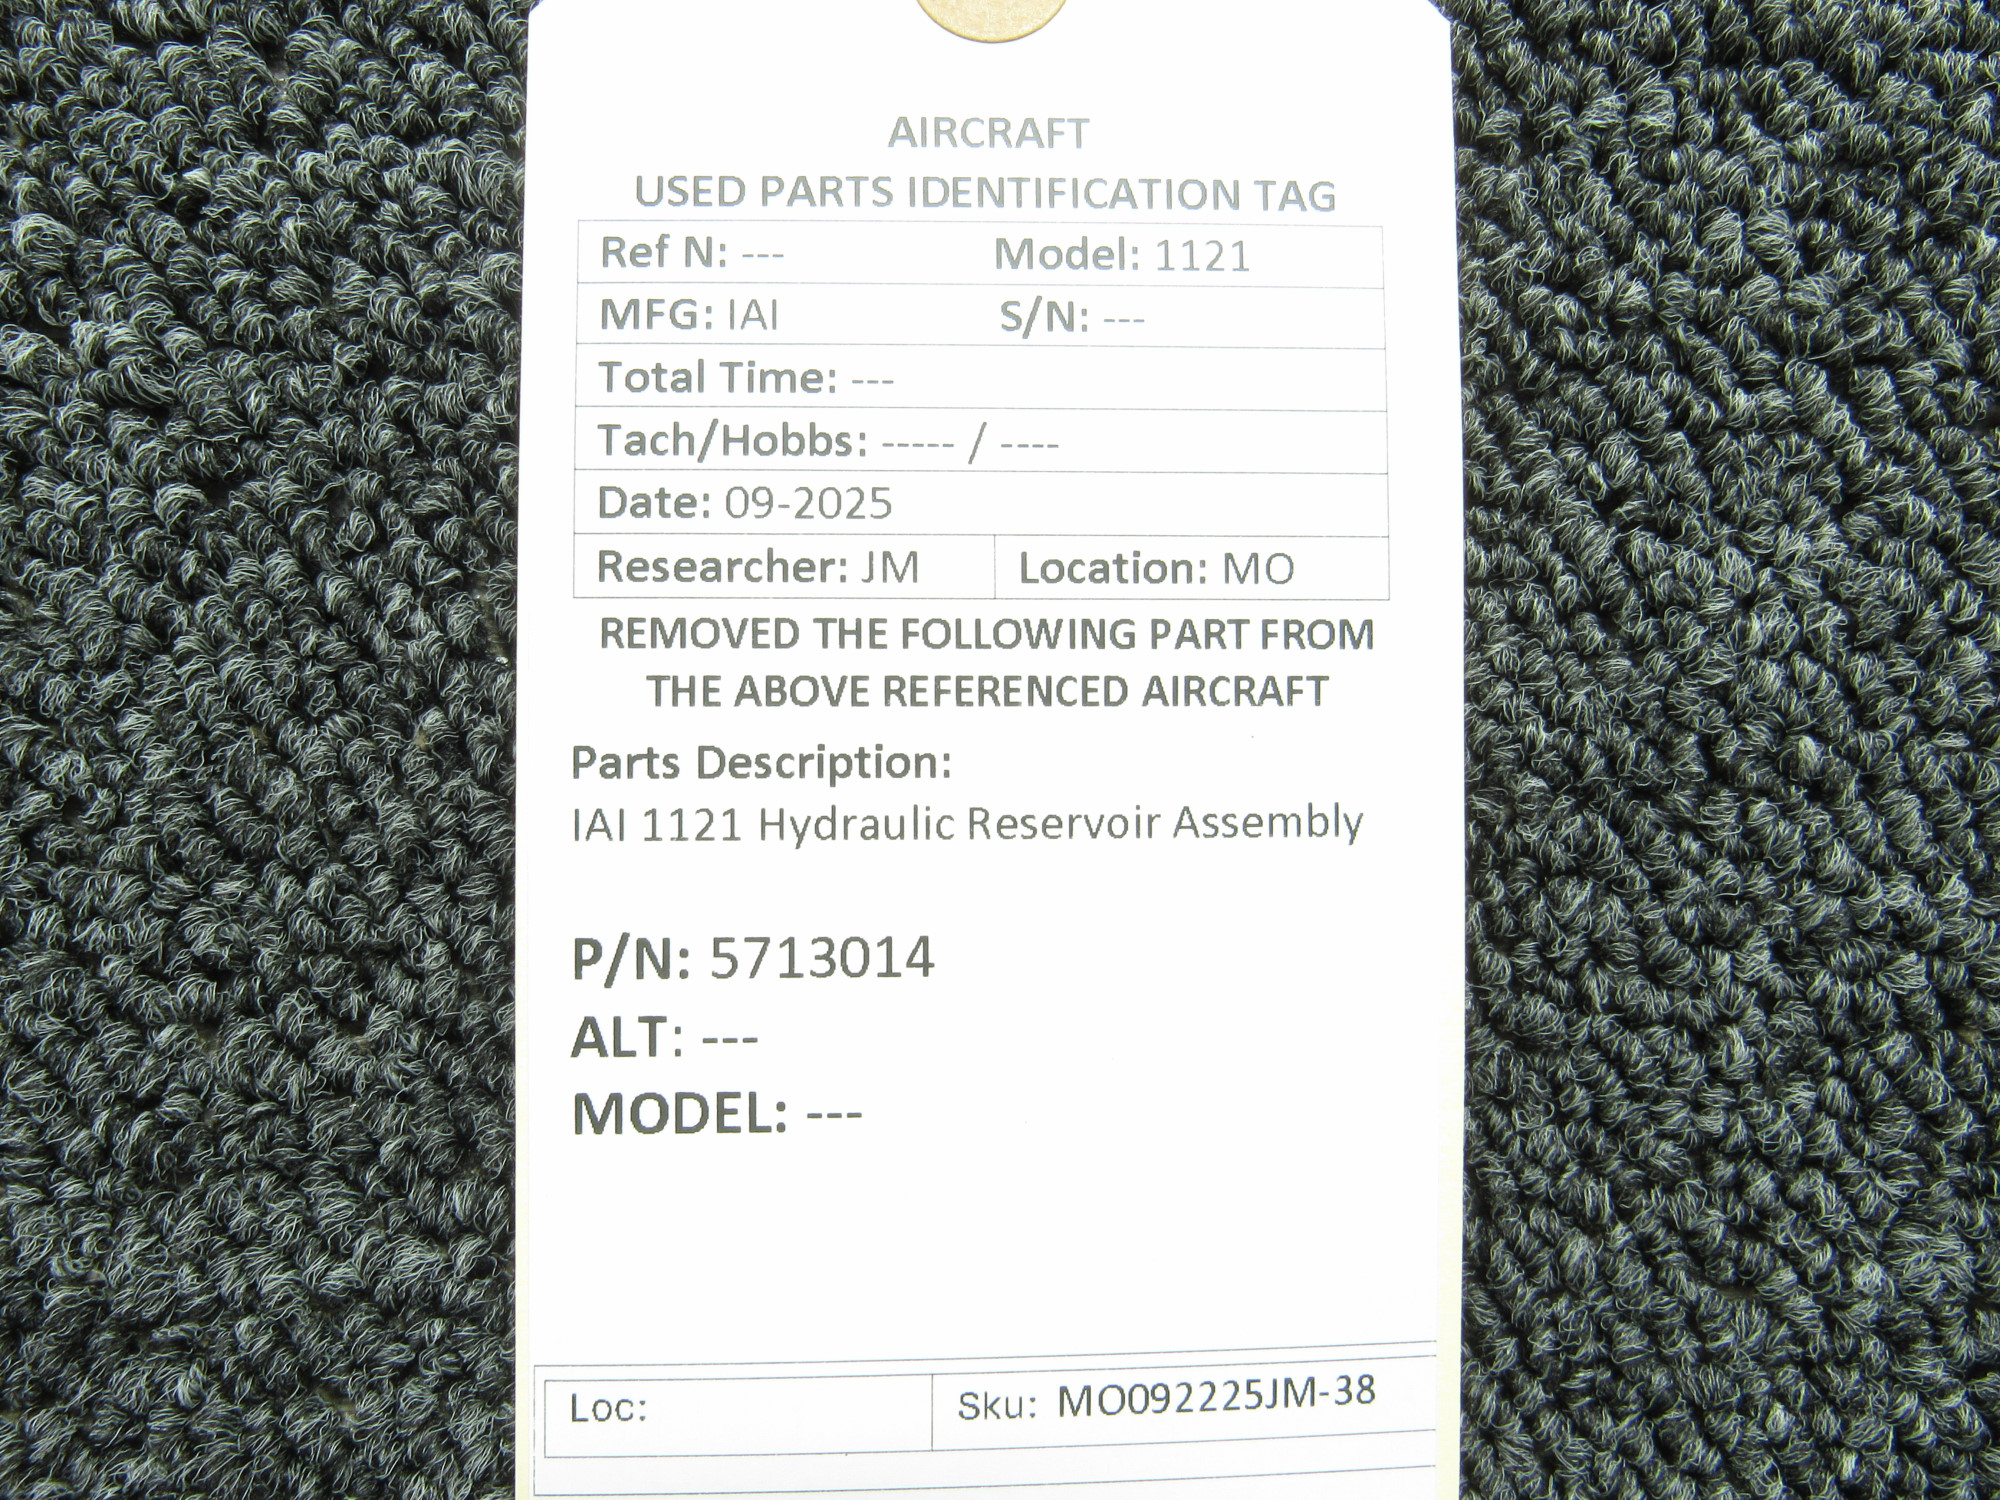 AIRCRAFT
USED PARTS IDENTIFICATION TAG
Ref N: --- Model: 1121
MFG: IAI S/N: ---
Total Time: ---
Tach/Hobbs: ----- / ----
Date: 09-2025
Researcher: JM Location: MO
REMOVED THE FOLLOWING PART FROM
THE ABOVE REFERENCED AIRCRAFT
Parts Description:
IAI 1121 Hydraulic Reservoir Assembly
P/N: 5713014
ALT: ---
MODEL: ---
Loc: Sku: MO092225JM-38